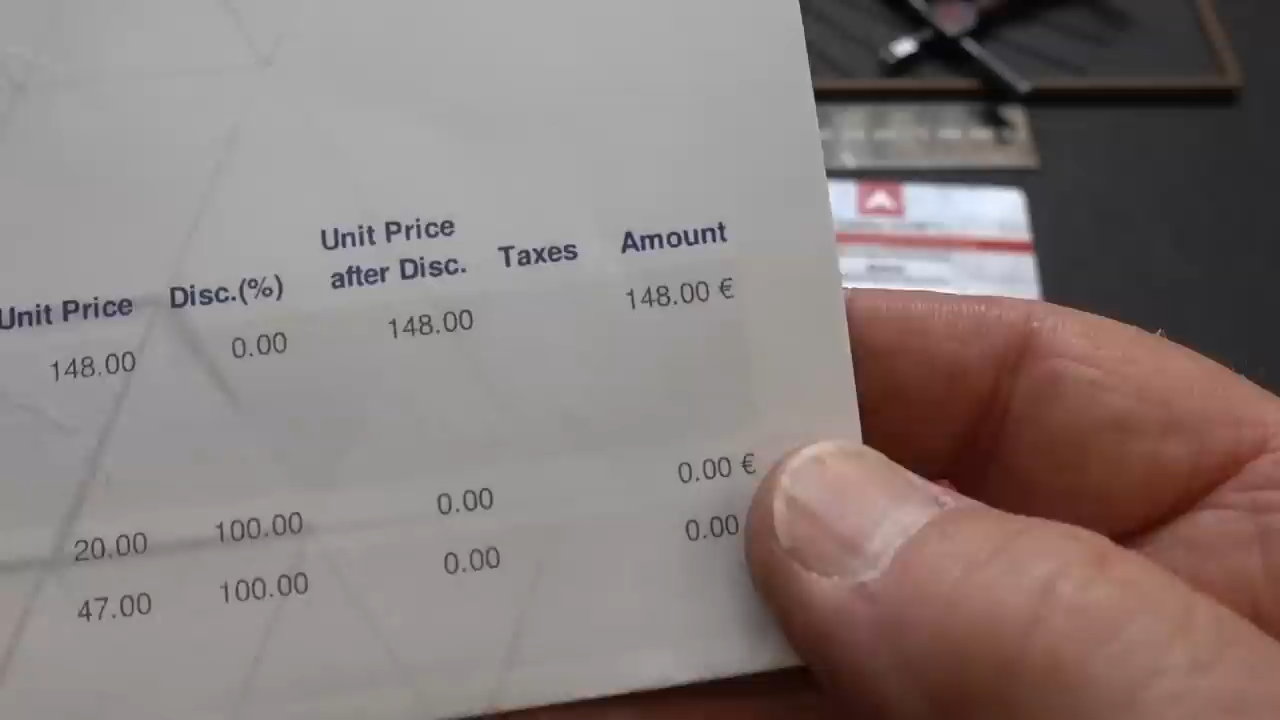 Unit Price Disc.(%) Unit Price after Disc. Taxes Amount
148.00 0.00 148.00 148.00 €
20.00 100.00 0.00 0.00 €
47.00 100.00 0.00 0.00